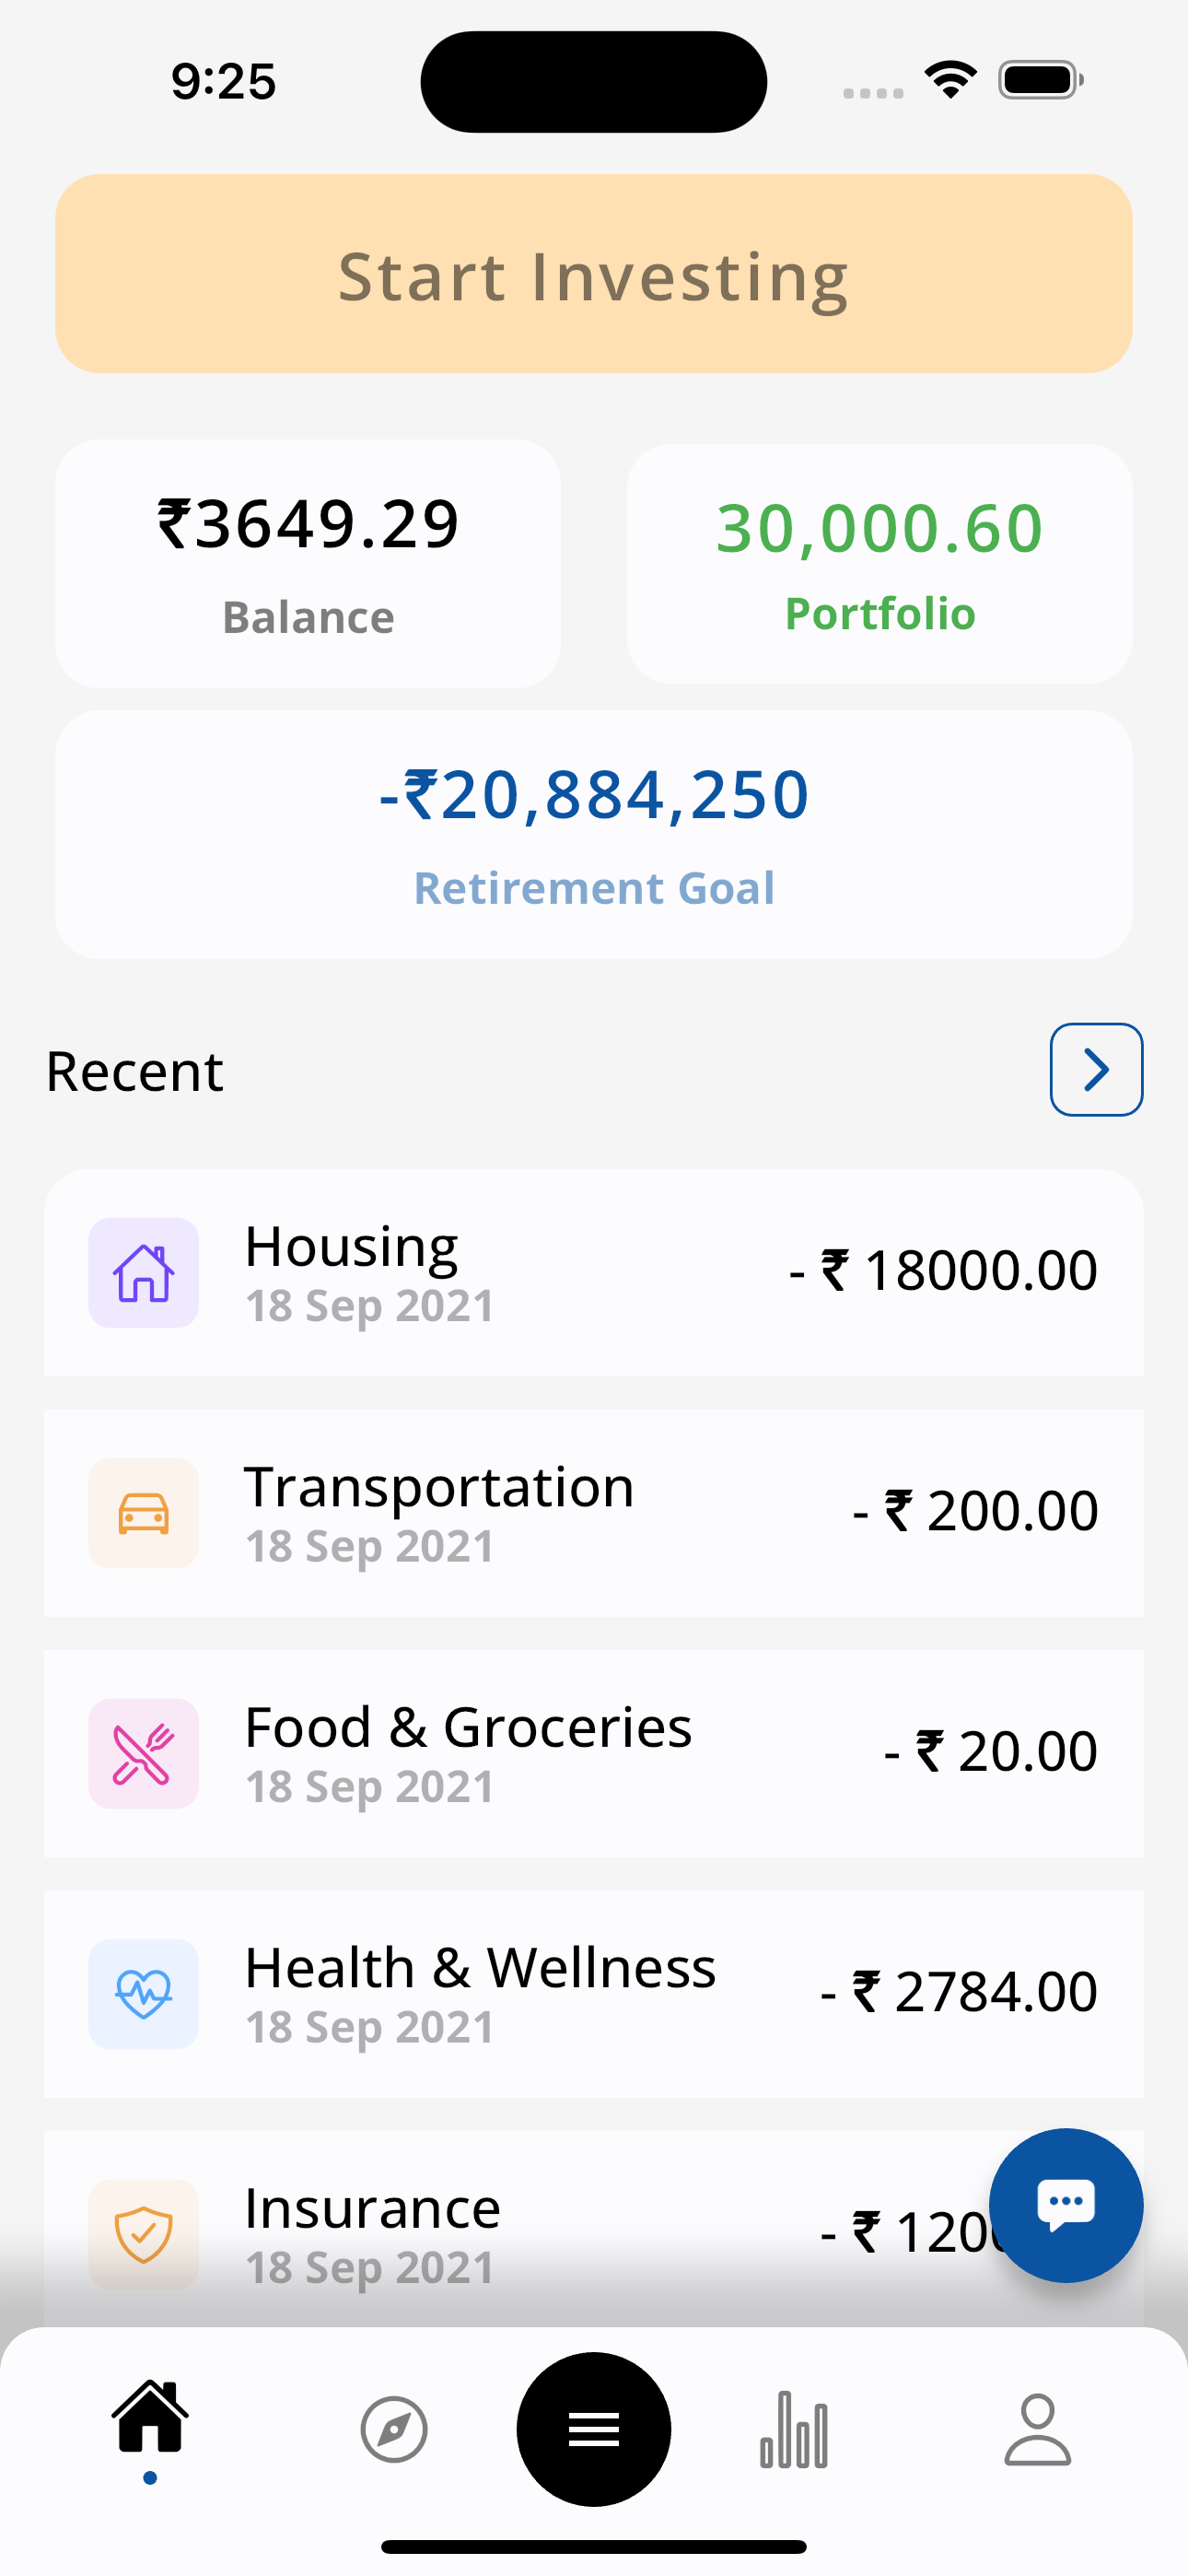 9:25
Start Investing
₹3649.29
Balance
30,000.60
Portfolio
-₹20,884,250
Retirement Goal
Recent
Housing
18 Sep 2021
- ₹ 18000.00
Transportation
18 Sep 2021
- ₹ 200.00
Food & Groceries
18 Sep 2021
- ₹ 20.00
Health & Wellness
18 Sep 2021
- ₹ 2784.00
Insurance
18 Sep 2021
- ₹